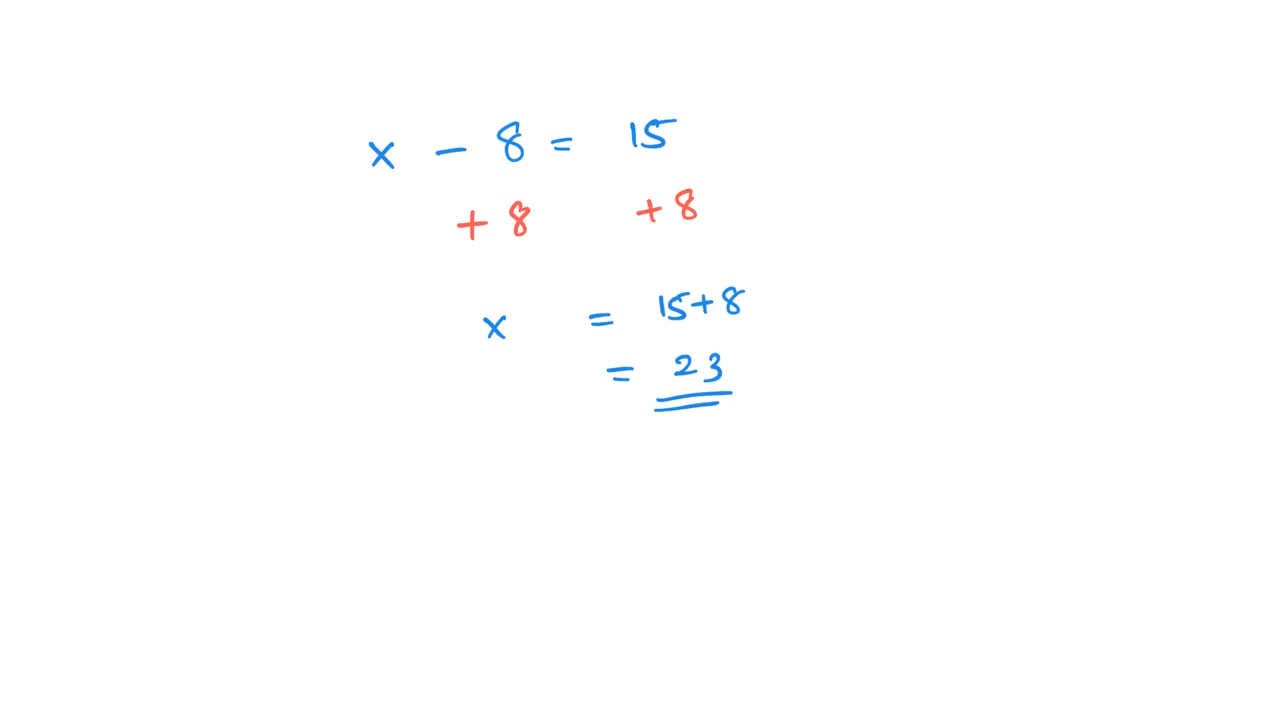 x - 8 = 15
+ 8 + 8
x = 15 + 8
= 23